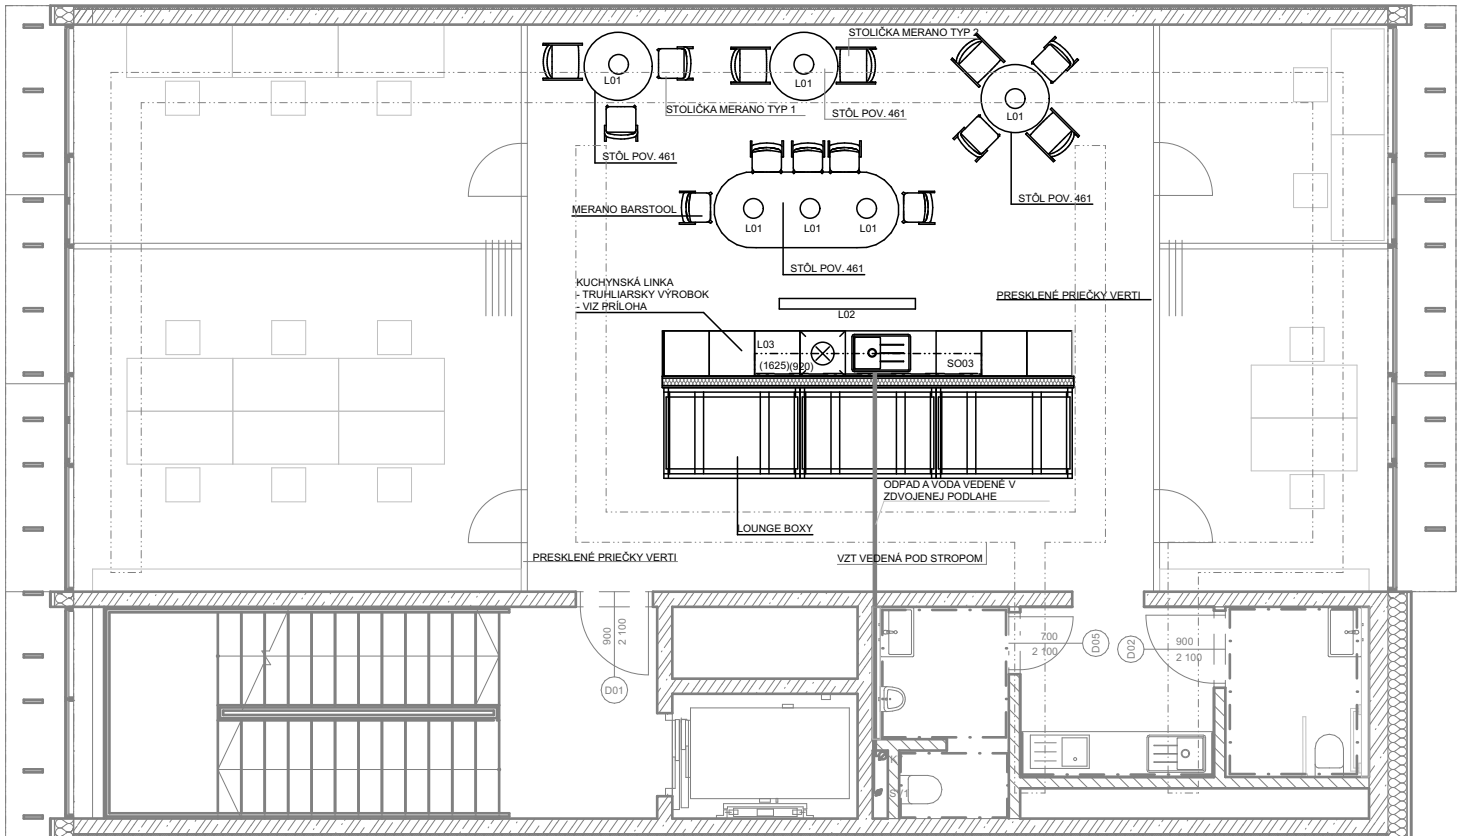 STOLIČKA MERANO TYP 2
L01
L01
L01
STOLIČKA MERANO TYP 1
STÔL POV. 461
STÔL POV. 461
STÔL POV. 461
MERANO BARSTOOL
L01
L01
L01
STÔL POV. 461
KUCHYNSKÁ LINKA
- TRUHLIARSKY VÝROBOK
- VIZ PRÍLOHA
PRESKLENÉ PRIEČKY VERTI
L02
L03
(1625)
(920)
SO03
ODPAD A VODA VEDENÉ V
ZDVOJENEJ PODLAHE
LOUNGE BOXY
PRESKLENÉ PRIEČKY VERTI
VZT VEDENÁ POD STROPOM
900
2 100
D01
700
2 100
D05
D02
900
2 100